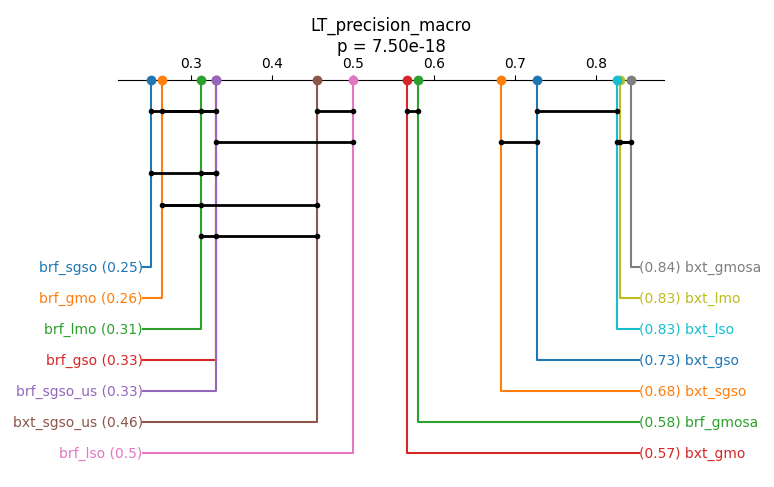 LT_precision_macro
p = 7.50e-18
0.3 0.4 0.5 0.6 0.7 0.8
brf_sgso (0.25) (0.84) bxt_gmosa
brf_gmo (0.26) (0.83) bxt_lmo
brf_lmo (0.31) (0.83) bxt_lso
brf_gso (0.33) (0.73) bxt_gso
brf_sgso_us (0.33) (0.68) bxt_sgso
bxt_sgso_us (0.46) (0.58) brf_gmosa
brf_lso (0.5) (0.57) bxt_gmo